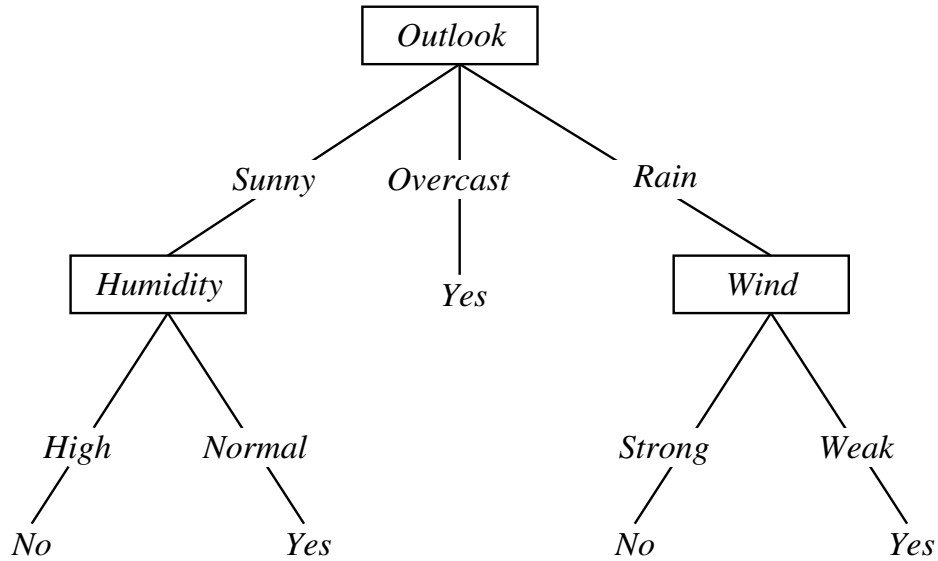 Outlook
Sunny Overcast Rain
Humidity Yes Wind
High Normal Strong Weak
No Yes No Yes